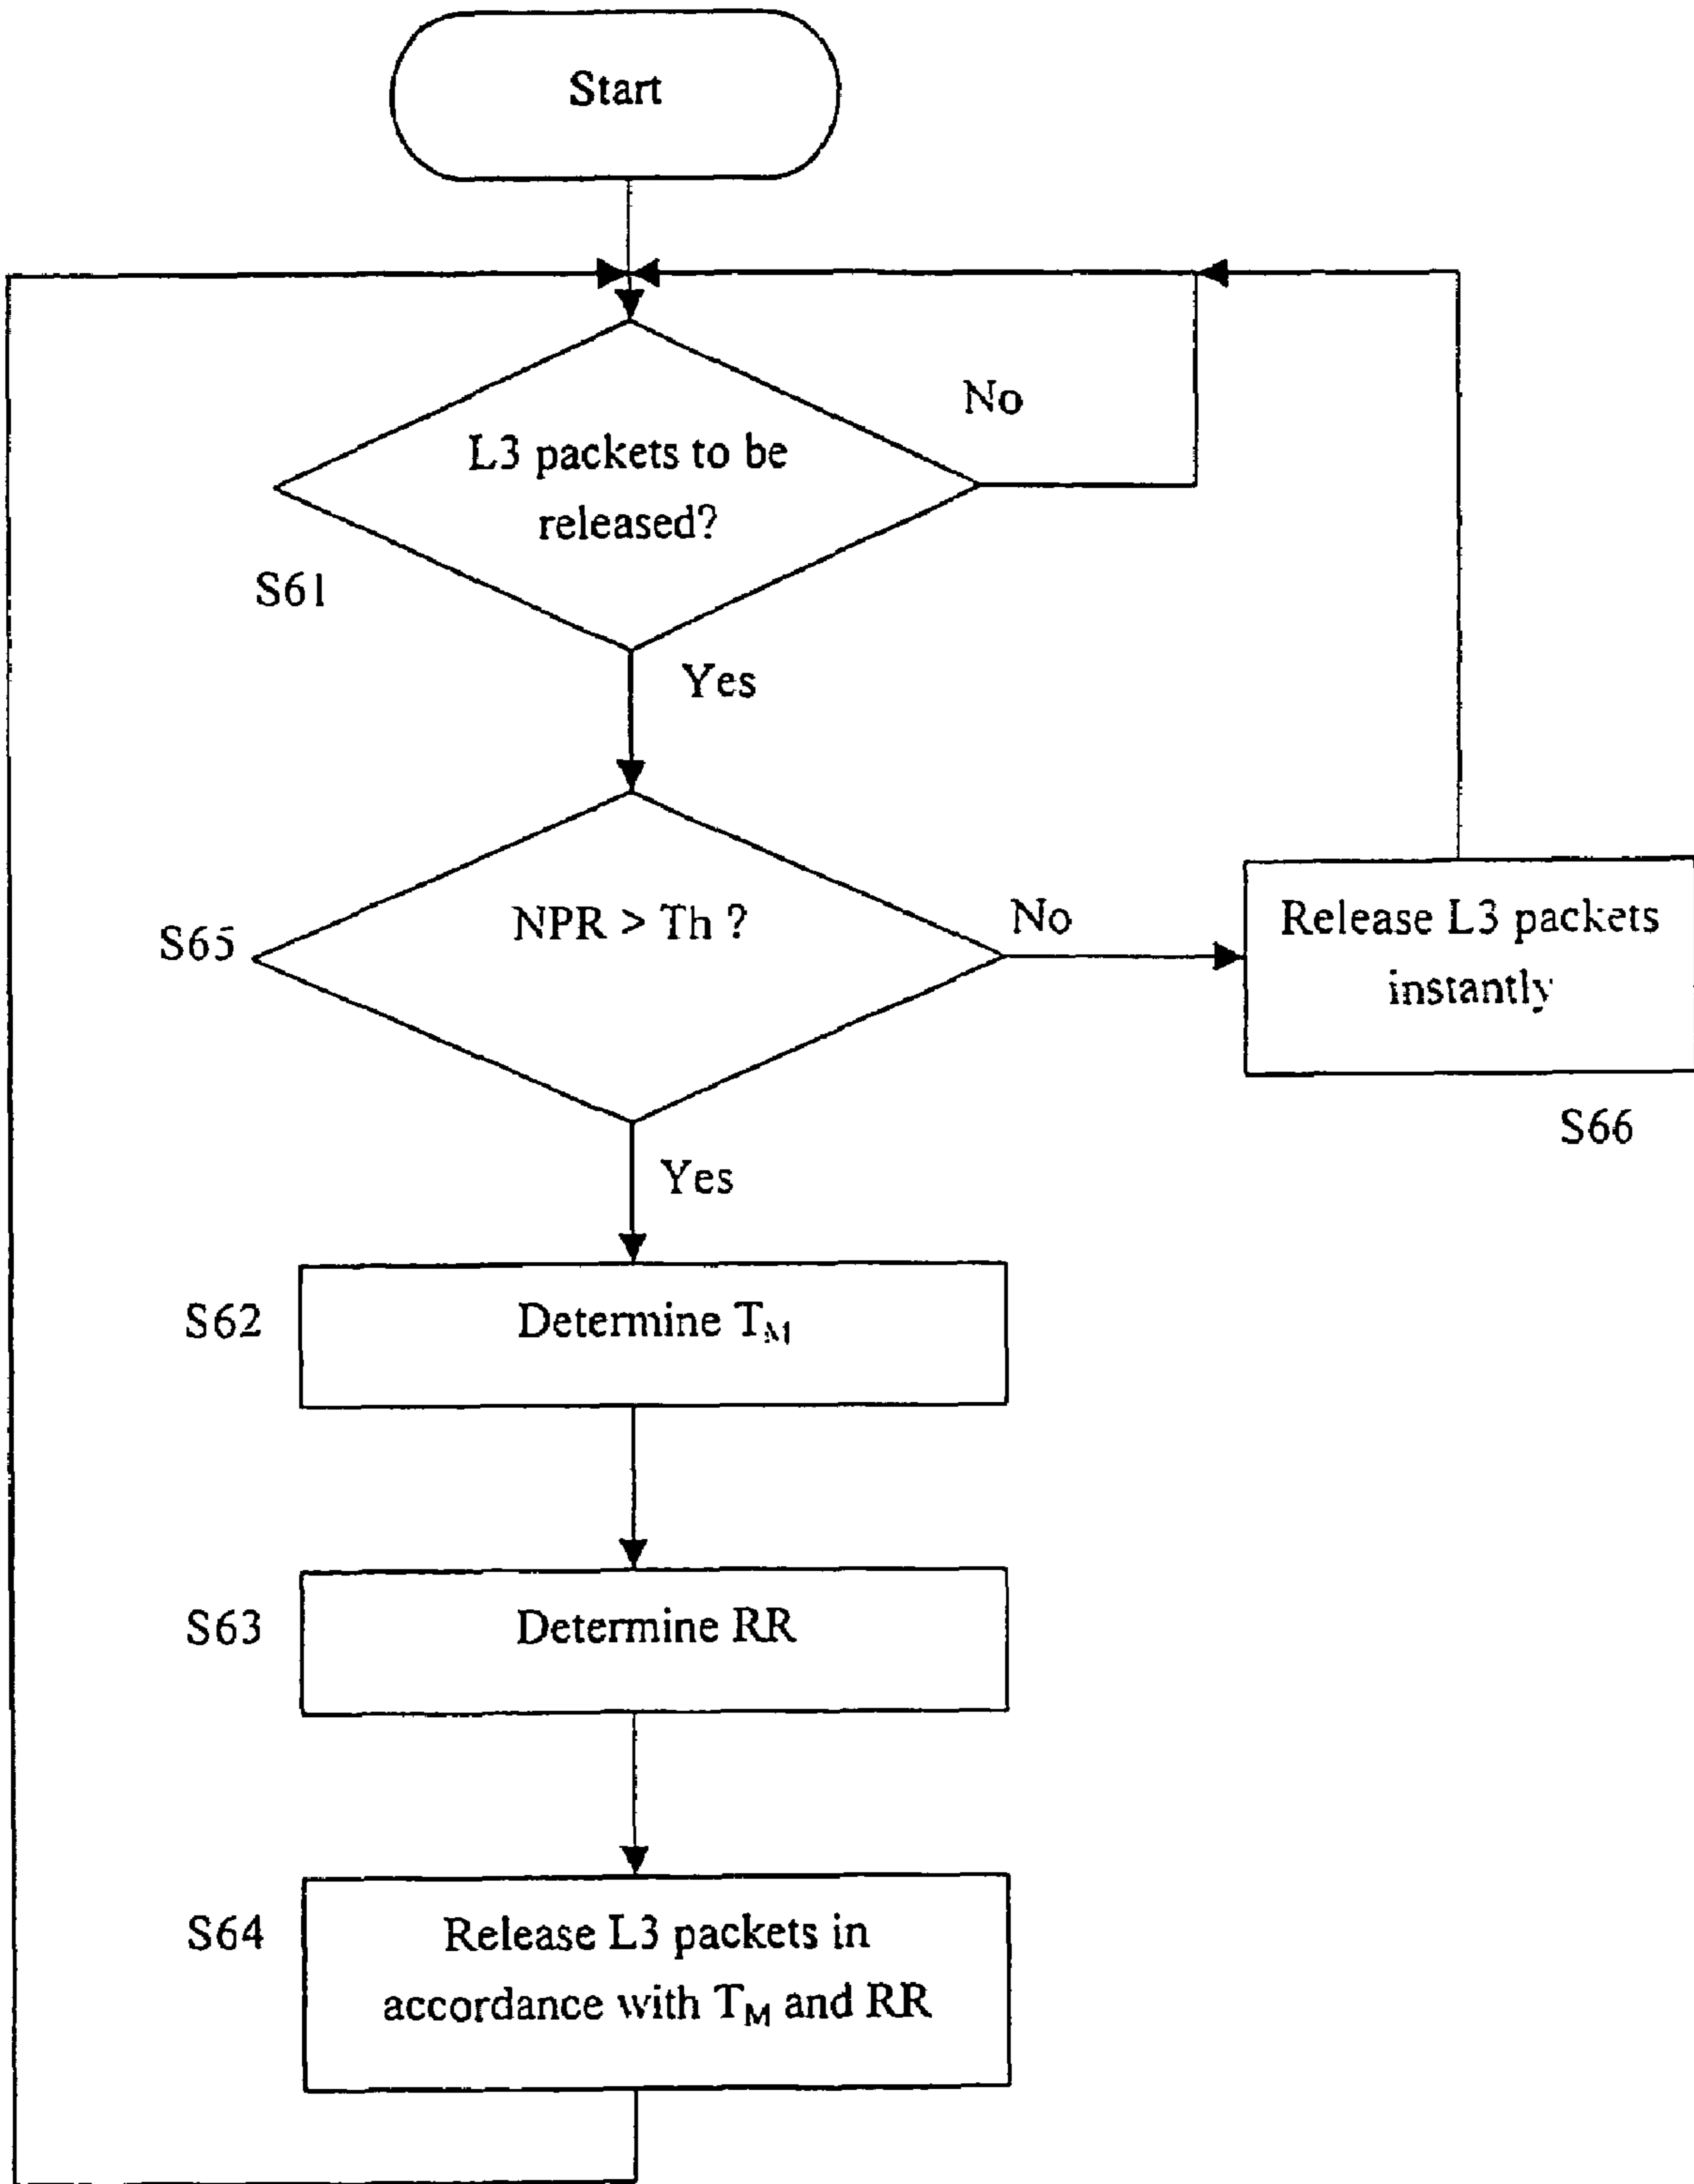 Start
No
L3 packets to be
released?
S61
Yes
S65
NPR > Th ?
No
Release L3 packets
instantly
S66
Yes
S62
Determine T_M
S63
Determine RR
S64
Release L3 packets in
accordance with T_M and RR